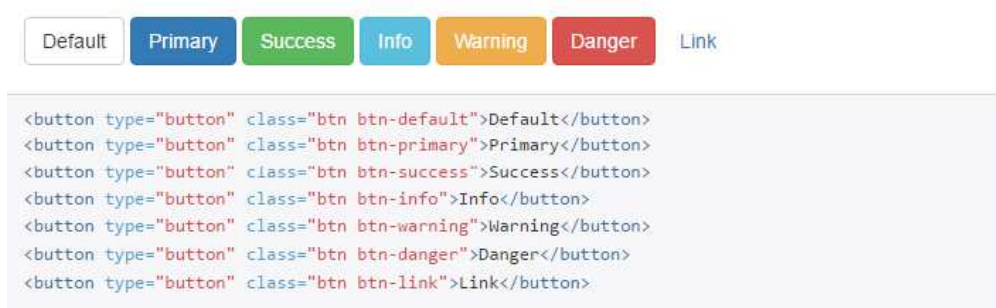 Default Primary Success Info Warning Danger Link
<button type="button" class="btn btn-default">Default</button>
<button type="button" class="btn btn-primary">Primary</button>
<button type="button" class="btn btn-success">Success</button>
<button type="button" class="btn btn-info">Info</button>
<button type="button" class="btn btn-warning">Warning</button>
<button type="button" class="btn btn-danger">Danger</button>
<button type="button" class="btn btn-link">Link</button>